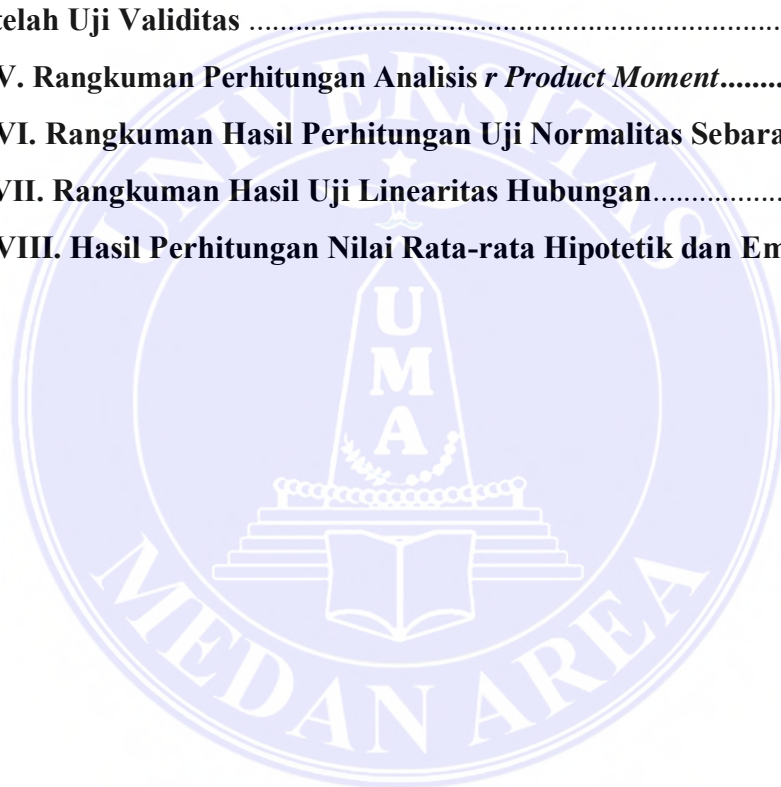 telah Uji Validitas ........................................................................
V. Rangkuman Perhitungan Analisis r Product Moment........
VI. Rangkuman Hasil Perhitungan Uji Normalitas Sebara
VII. Rangkuman Hasil Uji Linearitas Hubungan.................
VIII. Hasil Perhitungan Nilai Rata-rata Hipotetik dan Em
UNIVERSITAS
UMA
MEDAN AREA